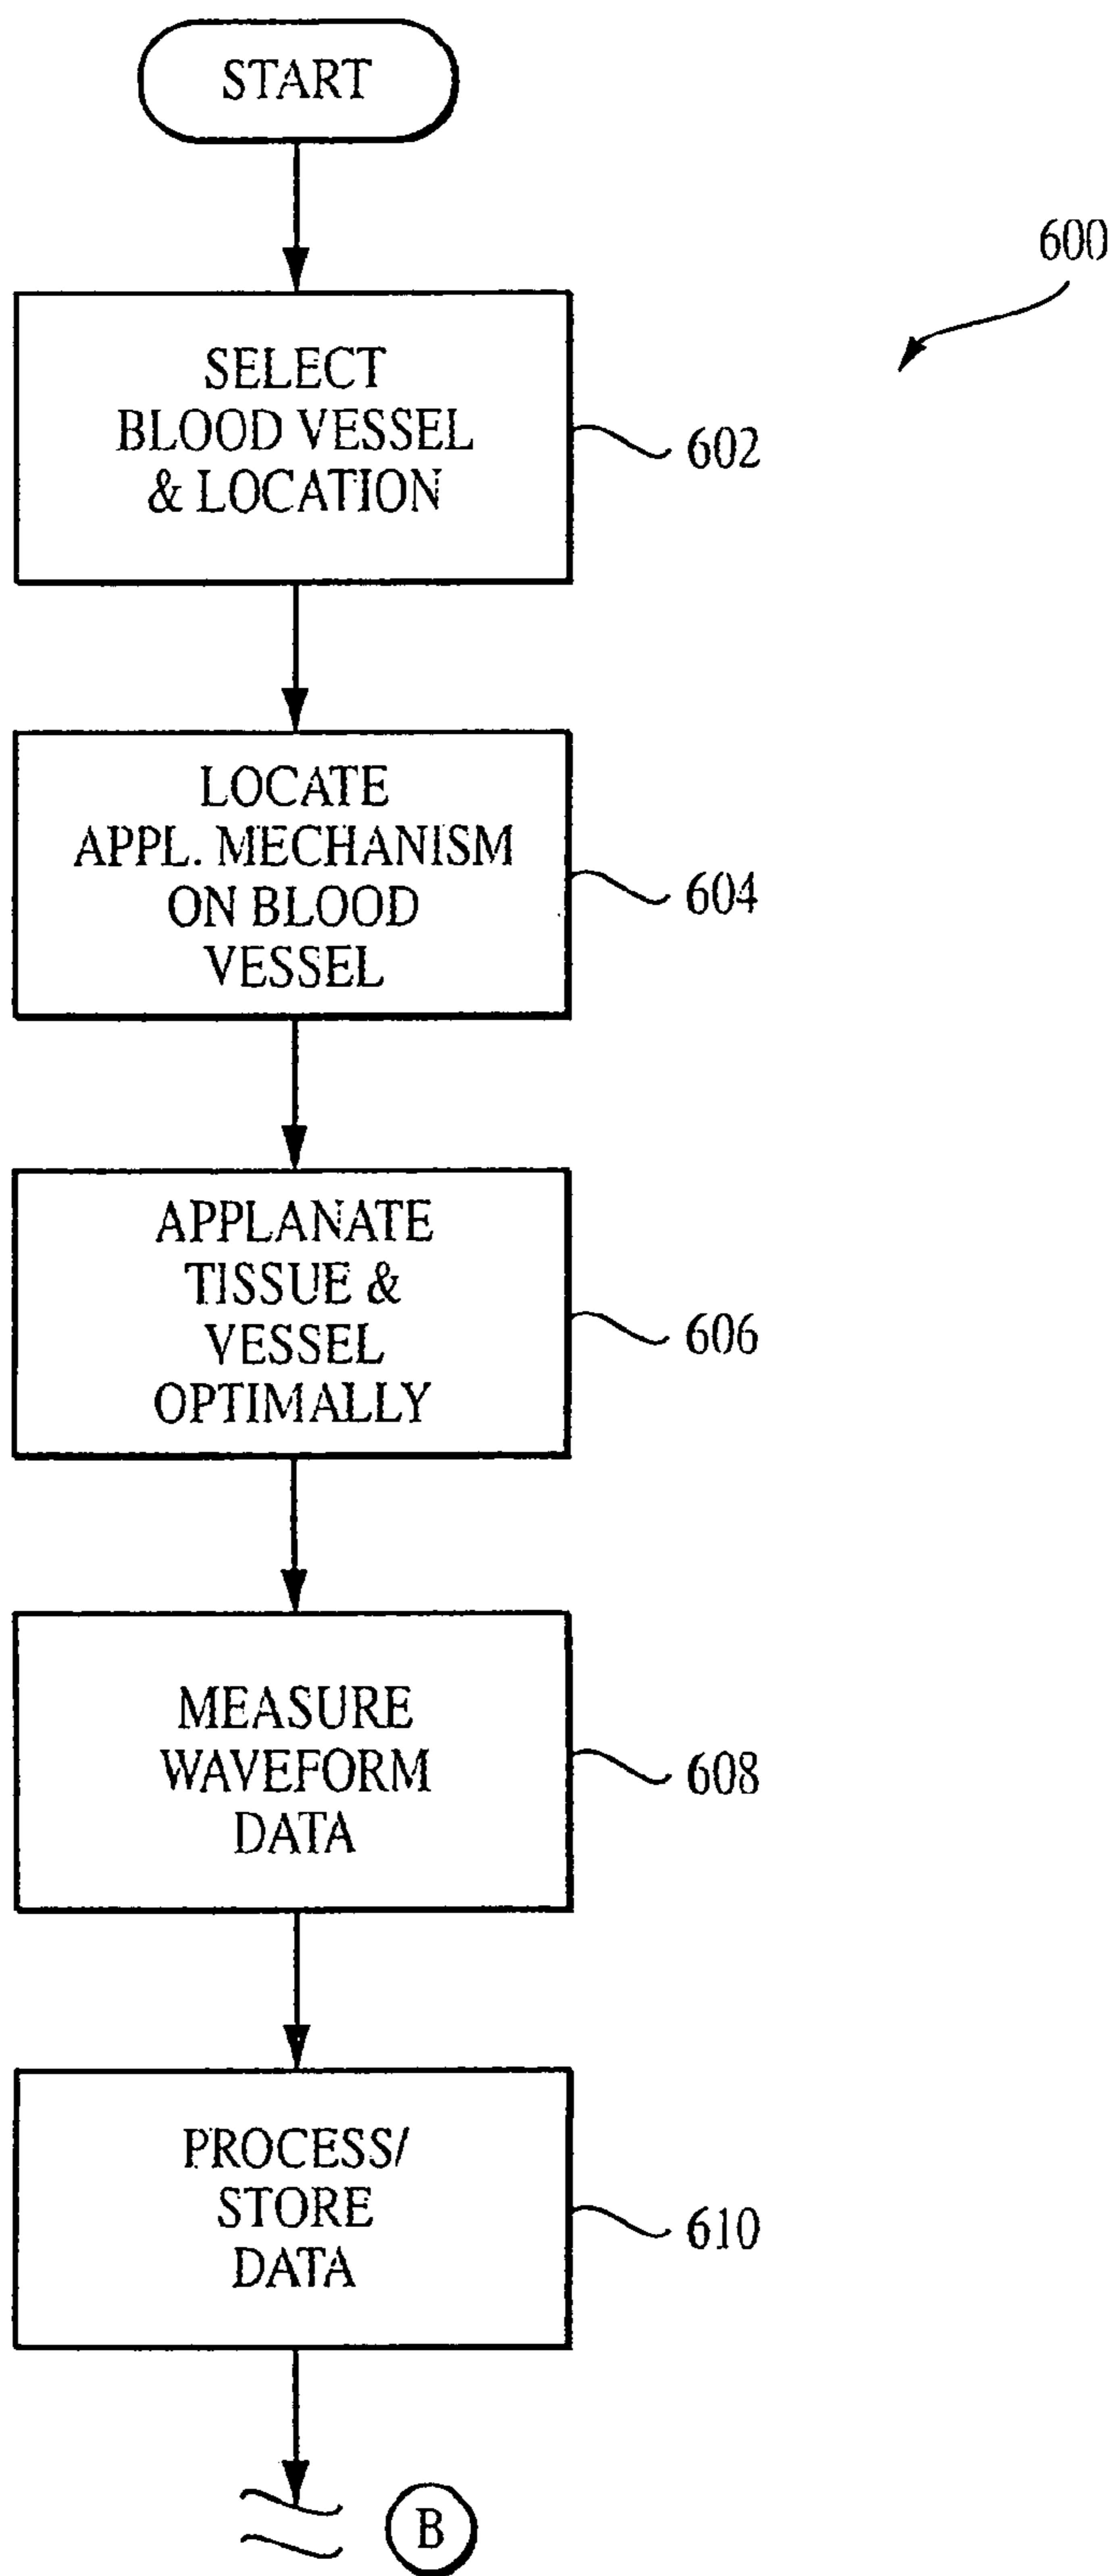 START
600
SELECT
BLOOD VESSEL
& LOCATION
602
LOCATE
APPL. MECHANISM
ON BLOOD
VESSEL
604
APPLANATE
TISSUE &
VESSEL
OPTIMALLY
606
MEASURE
WAVEFORM
DATA
608
PROCESS/
STORE
DATA
610
B